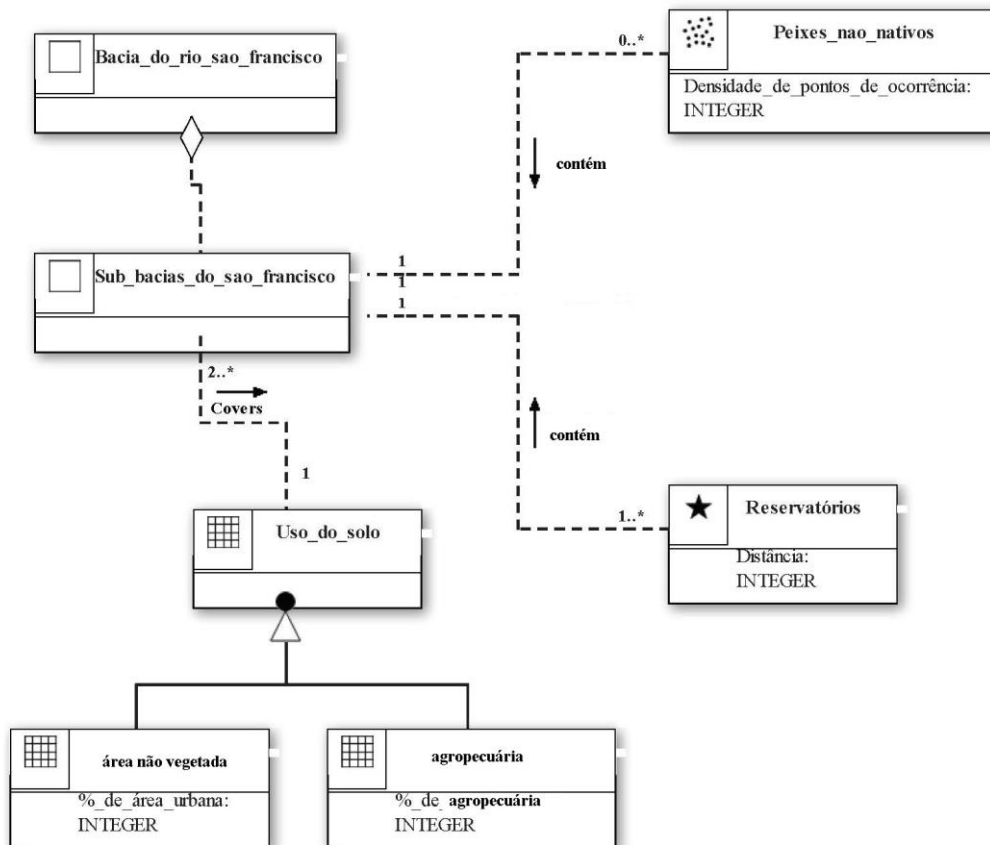 Bacia_do_rio_sao_francisco
0..*
Peixes_nao_nativos
Densidade_de_pontos_de_ocorrência:
INTEGER
contém
Sub_bacias_do_sao_francisco
1
1
1
2..*
Covers
contém
1
1..*
Reservatórios
Distância:
INTEGER
Uso_do_solo
área não vegetada
%_de_área_urbana:
INTEGER
agropecuária
%_de_agropecuária
INTEGER